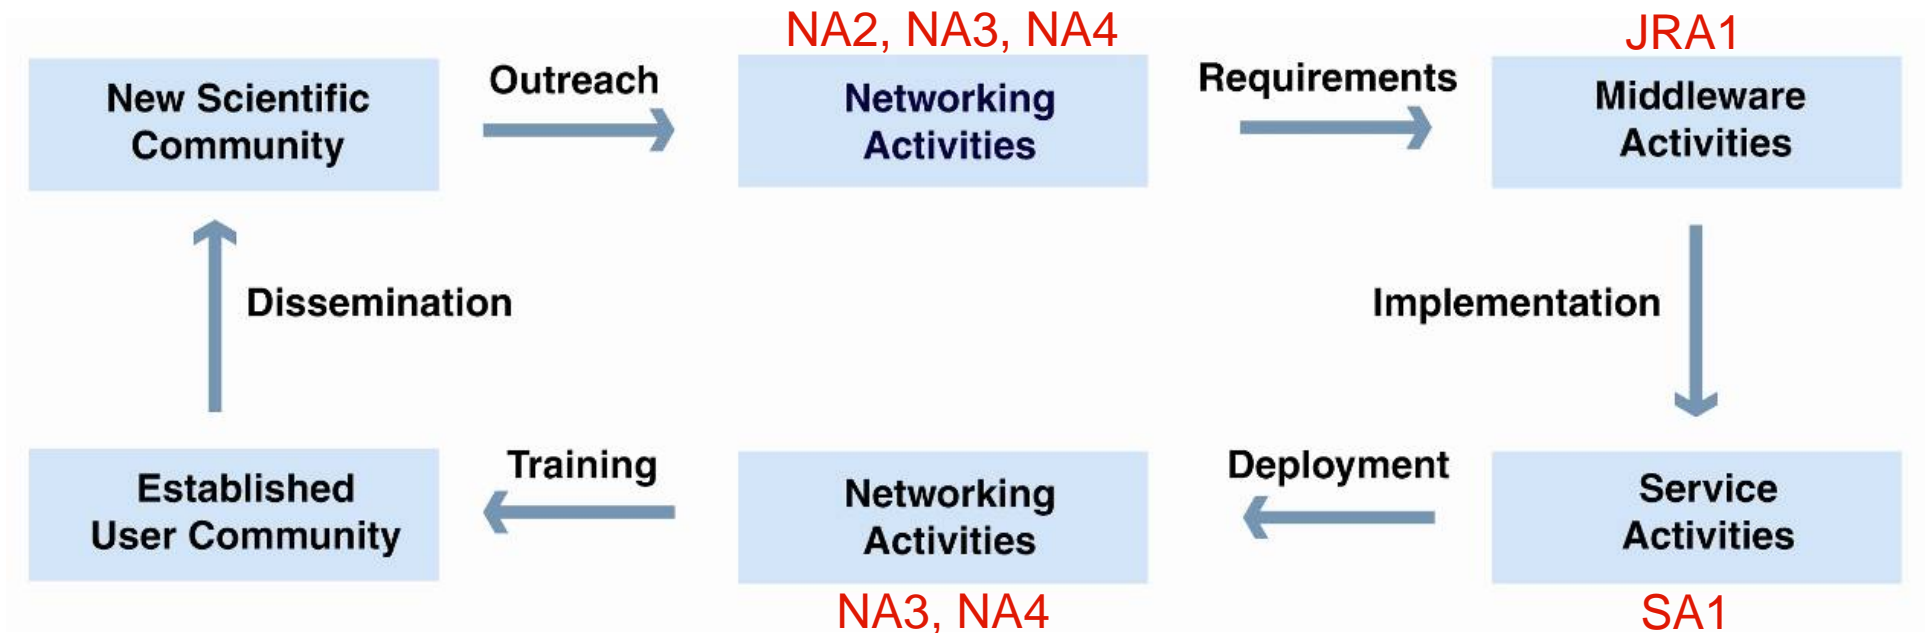 NA2, NA3, NA4
JRA1
New Scientific
Community
Outreach
Networking
Activities
Requirements
Middleware
Activities
Dissemination
Implementation
Established
User Community
Training
Networking
Activities
Deployment
Service
Activities
NA3, NA4
SA1